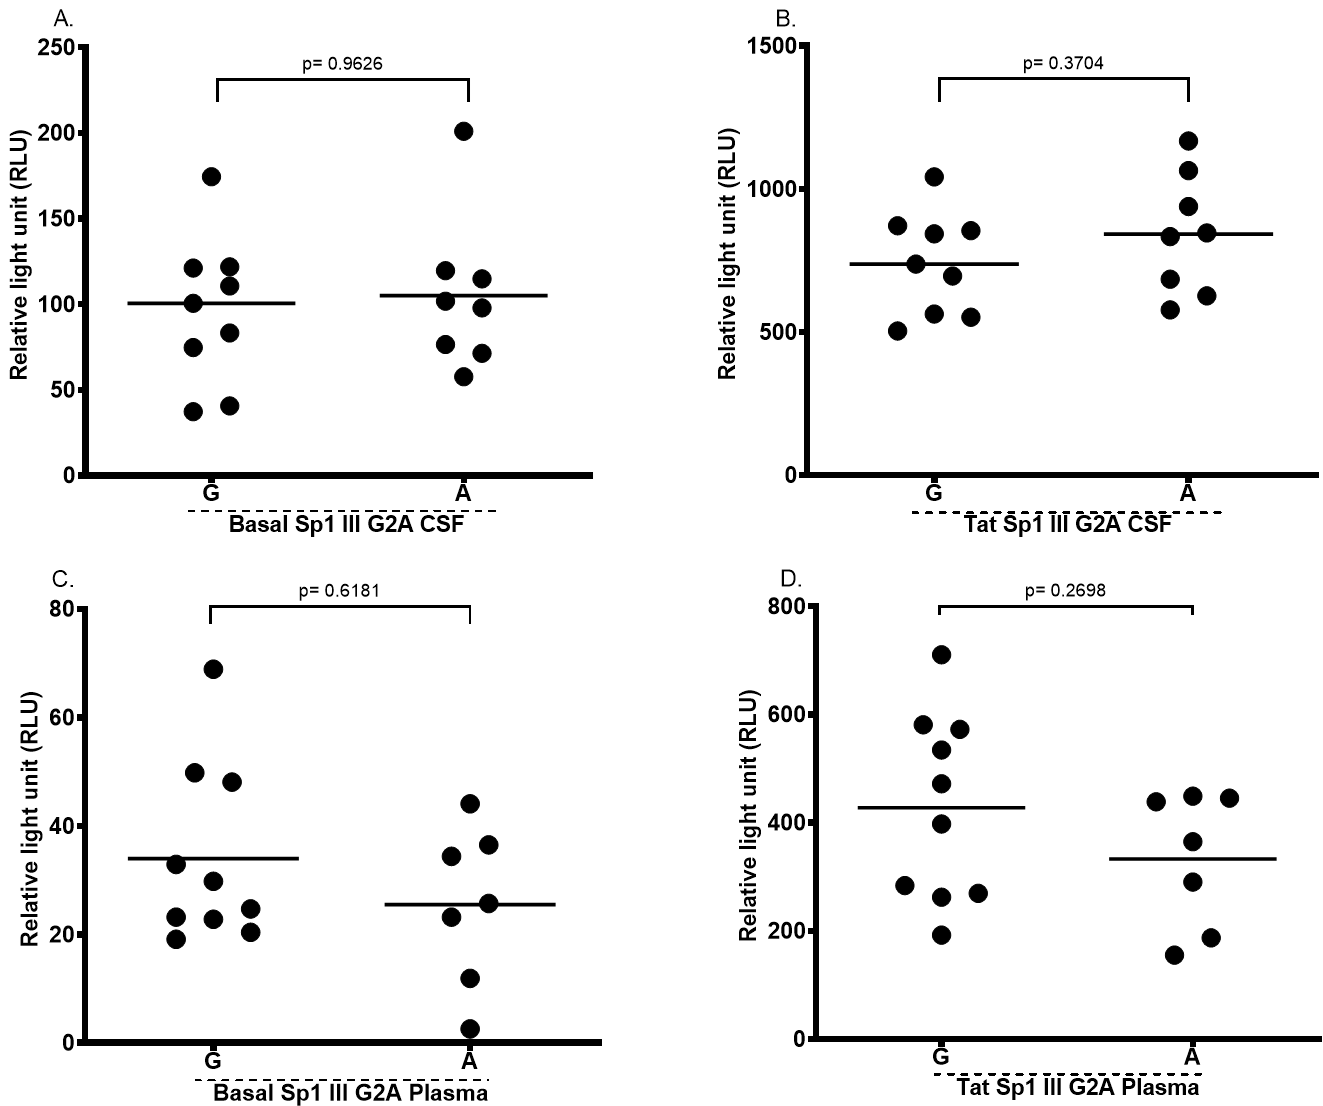 A.
250
200
150
100
50
0
Relative light unit (RLU)
p= 0.9626
G A
Basal Sp1 III G2A CSF
B.
1500
1000
500
0
Relative light unit (RLU)
p= 0.3704
G A
Tat Sp1 III G2A CSF
C.
80
60
40
20
0
Relative light unit (RLU)
p= 0.6181
G A
Basal Sp1 III G2A Plasma
D.
800
600
400
200
0
Relative light unit (RLU)
p= 0.2698
G A
Tat Sp1 III G2A Plasma